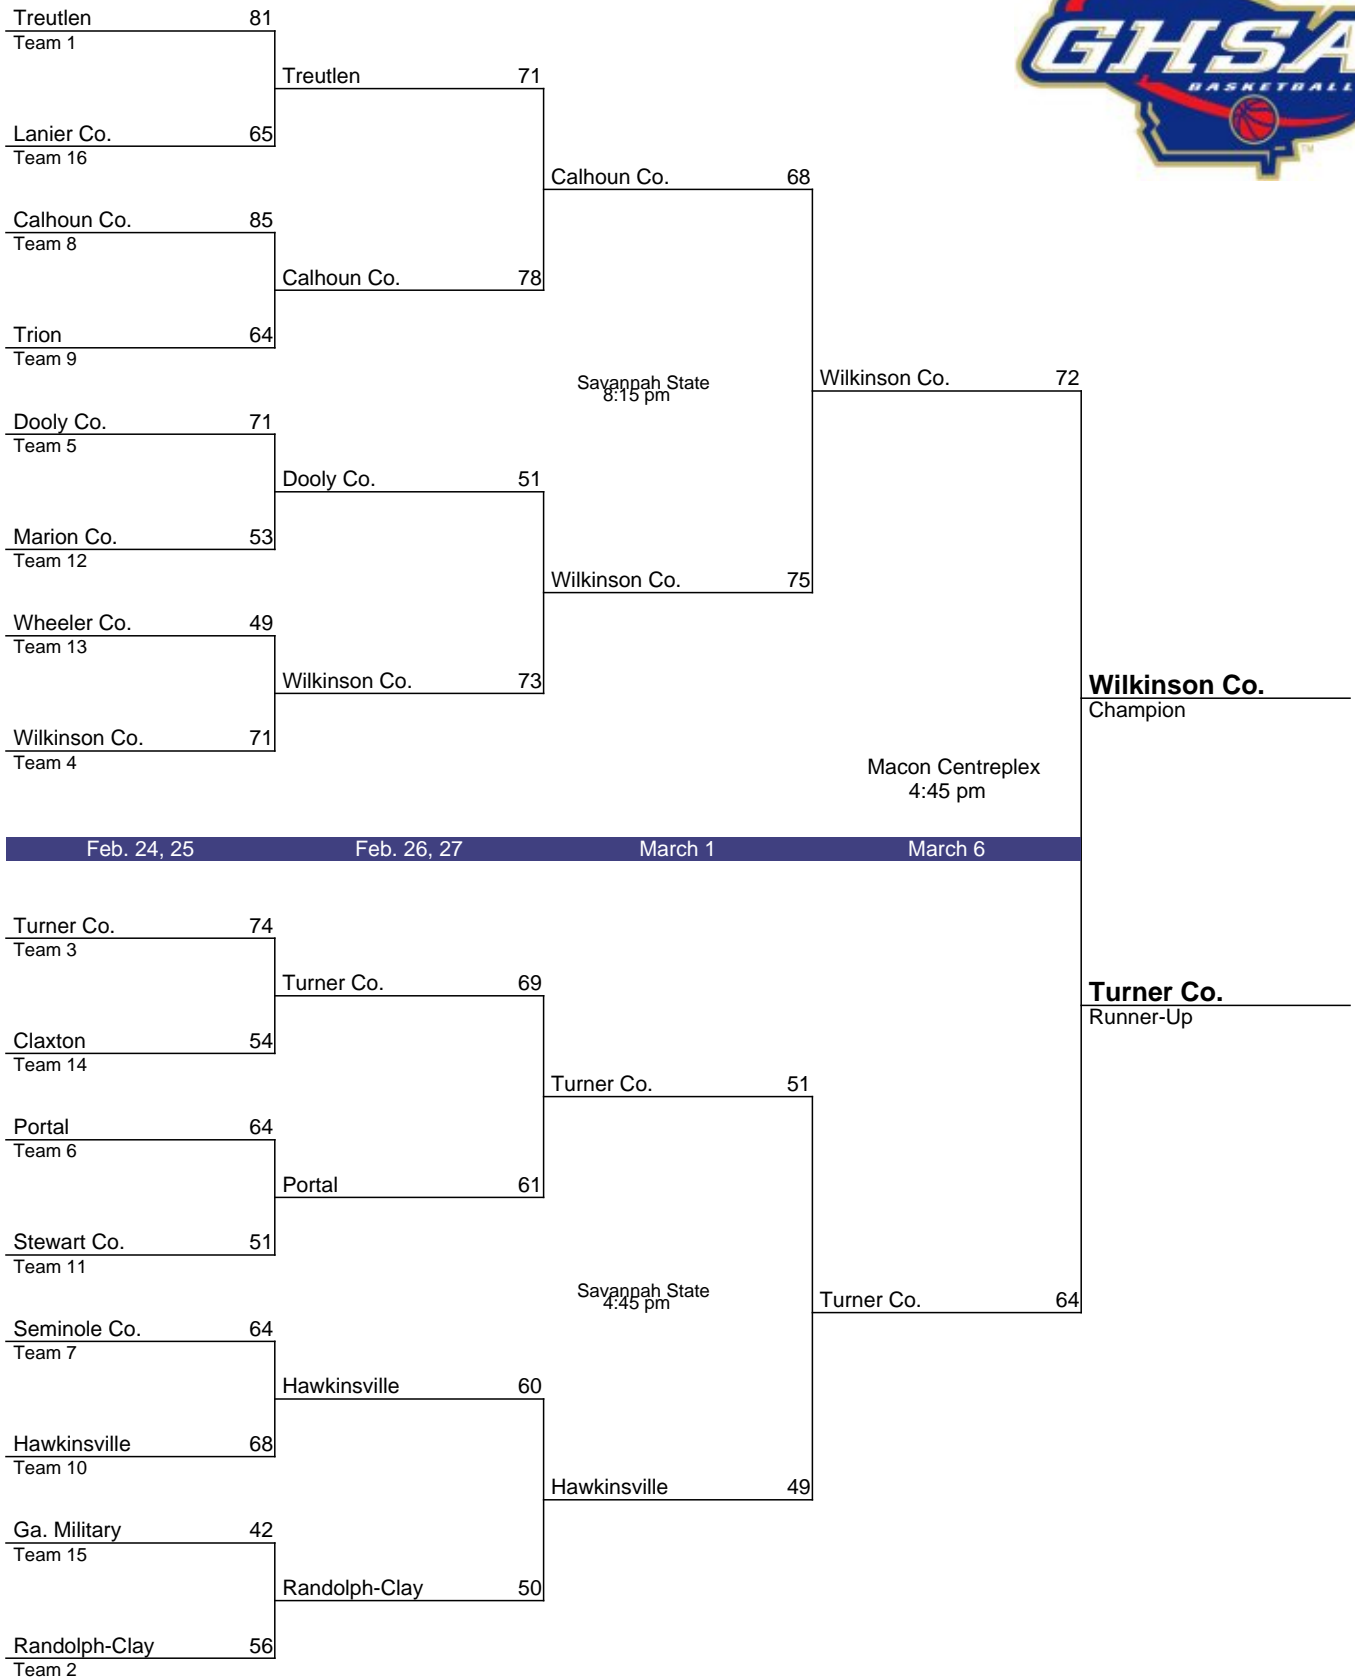 GHSA
BASKETBALL
TM
Treutlen 81
Team 1
Treutlen 71
Lanier Co. 65
Team 16
Calhoun Co. 68
Calhoun Co. 85
Team 8
Calhoun Co. 78
Trion 64
Team 9
Savannah State
8:15 pm
Wilkinson Co. 72
Dooly Co. 71
Team 5
Dooly Co. 51
Marion Co. 53
Team 12
Wilkinson Co. 75
Wheeler Co. 49
Team 13
Wilkinson Co. 73
Wilkinson Co.
Champion
Wilkinson Co. 71
Team 4
Macon Centreplex
4:45 pm
Feb. 24, 25 Feb. 26, 27 March 1 March 6
Turner Co. 74
Team 3
Turner Co. 69
Turner Co.
Runner-Up
Claxton 54
Team 14
Turner Co. 51
Portal 64
Team 6
Portal 61
Stewart Co. 51
Team 11
Savannah State
4:45 pm
Turner Co. 64
Seminole Co. 64
Team 7
Hawkinsville 60
Hawkinsville 68
Team 10
Hawkinsville 49
Ga. Military 42
Team 15
Randolph-Clay 50
Randolph-Clay 56
Team 2